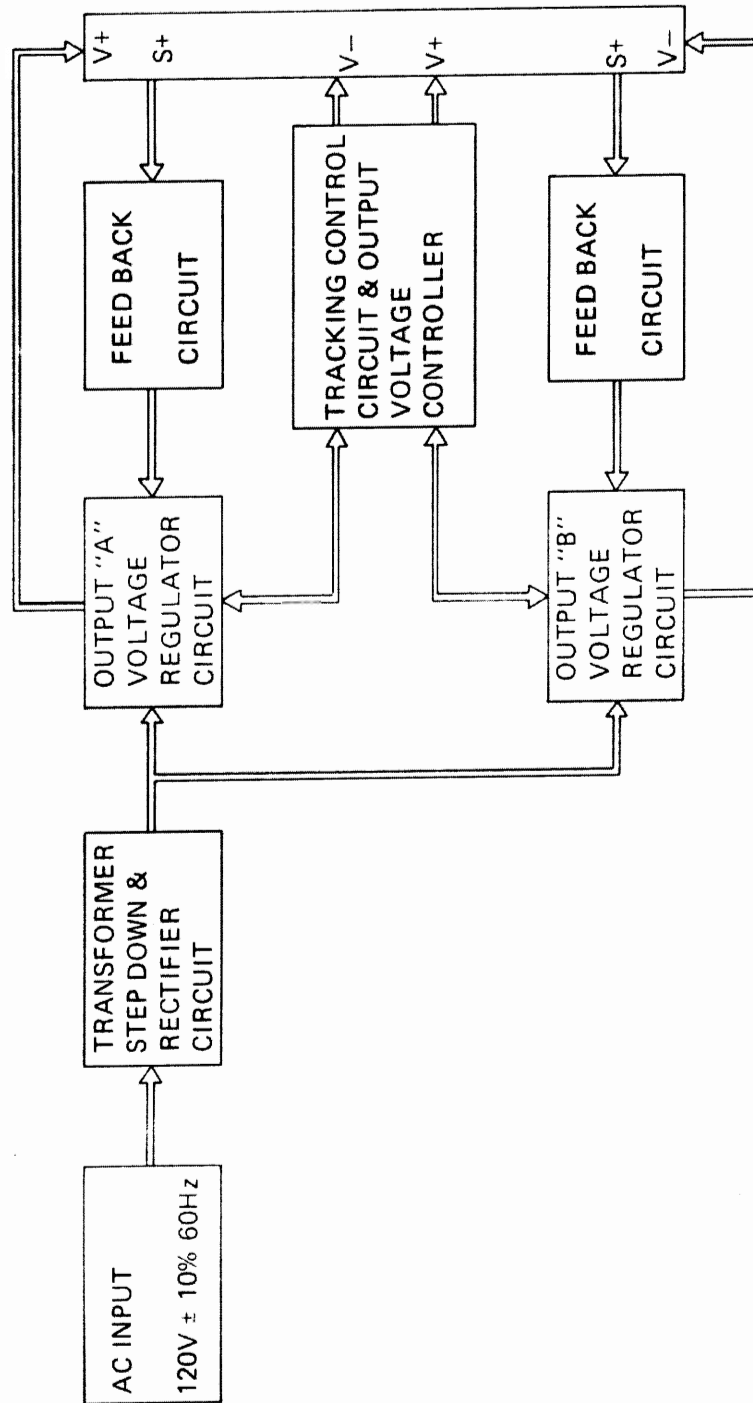 AC INPUT
120V ± 10% 60Hz
TRANSFORMER
STEP DOWN &
RECTIFIER
CIRCUIT
OUTPUT "A"
VOLTAGE
REGULATOR
CIRCUIT
FEED BACK
CIRCUIT
TRACKING CONTROL
CIRCUIT & OUTPUT
VOLTAGE
CONTROLLER
OUTPUT "B"
VOLTAGE
REGULATOR
CIRCUIT
FEED BACK
CIRCUIT
V+
S+
V−
V+
S+
V−